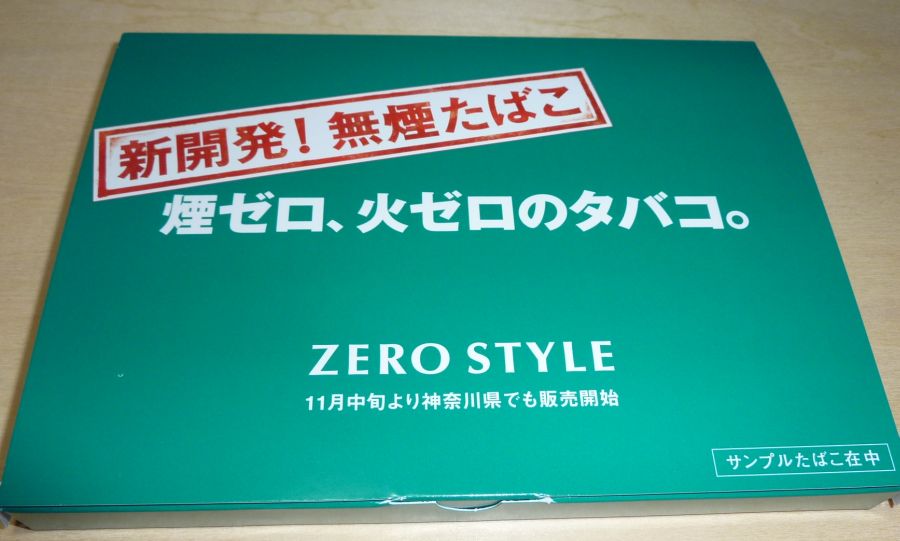 新開発！無煙たばこ
煙ゼロ、火ゼロのタバコ。
ZERO STYLE
11月中旬より神奈川県でも販売開始
サンプルたばこ在中